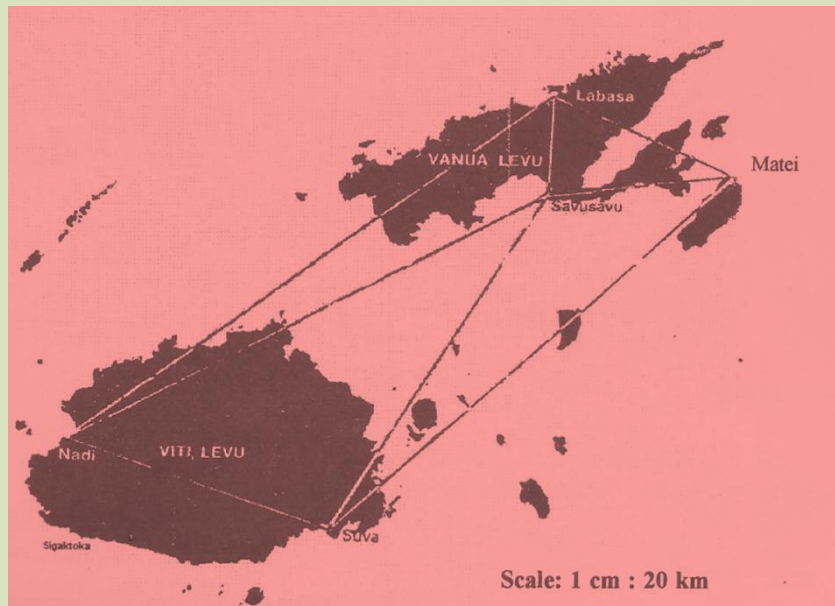 Labasa
VANUA LEVU
Matei
Savusavu
Nadi
VITI, LEVU
Suva
Sigaktoka
Scale: 1 cm : 20 km